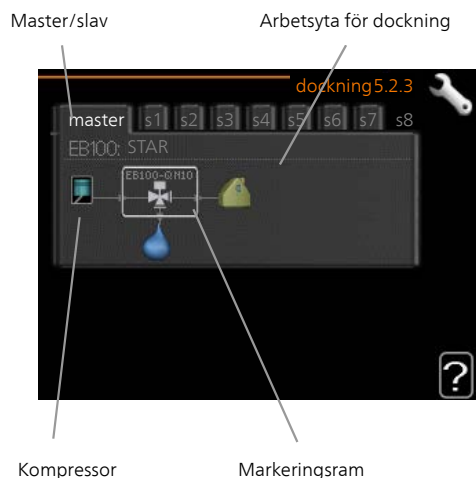 Master/slav
Arbetsyta för dockning
dockning 5.2.3
master s1 s2 s3 s4 s5 s6 s7 s8
EB100: STAR
EB100-QN10
?
Kompressor
Markeringsram